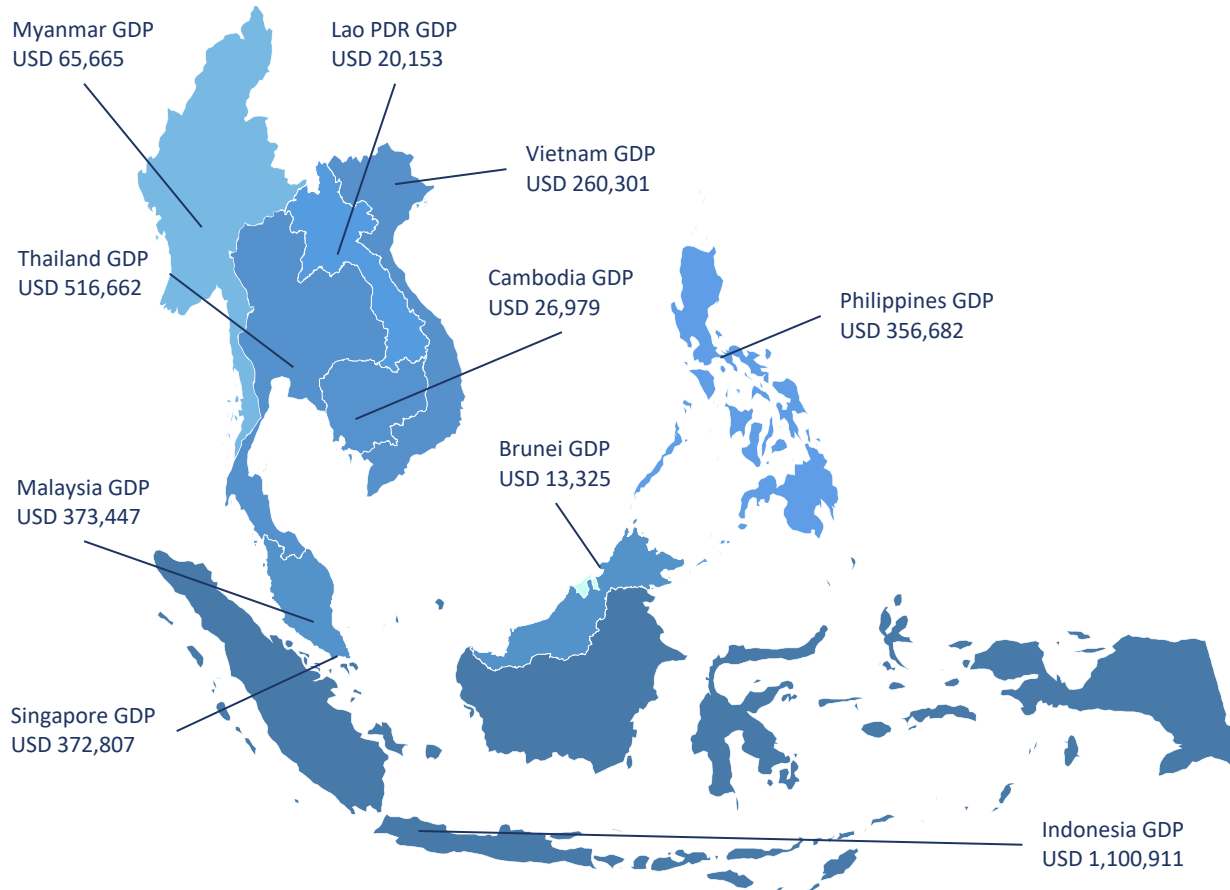 Myanmar GDP
USD 65,665
Lao PDR GDP
USD 20,153
Vietnam GDP
USD 260,301
Thailand GDP
USD 516,662
Cambodia GDP
USD 26,979
Philippines GDP
USD 356,682
Brunei GDP
USD 13,325
Malaysia GDP
USD 373,447
Singapore GDP
USD 372,807
Indonesia GDP
USD 1,100,911